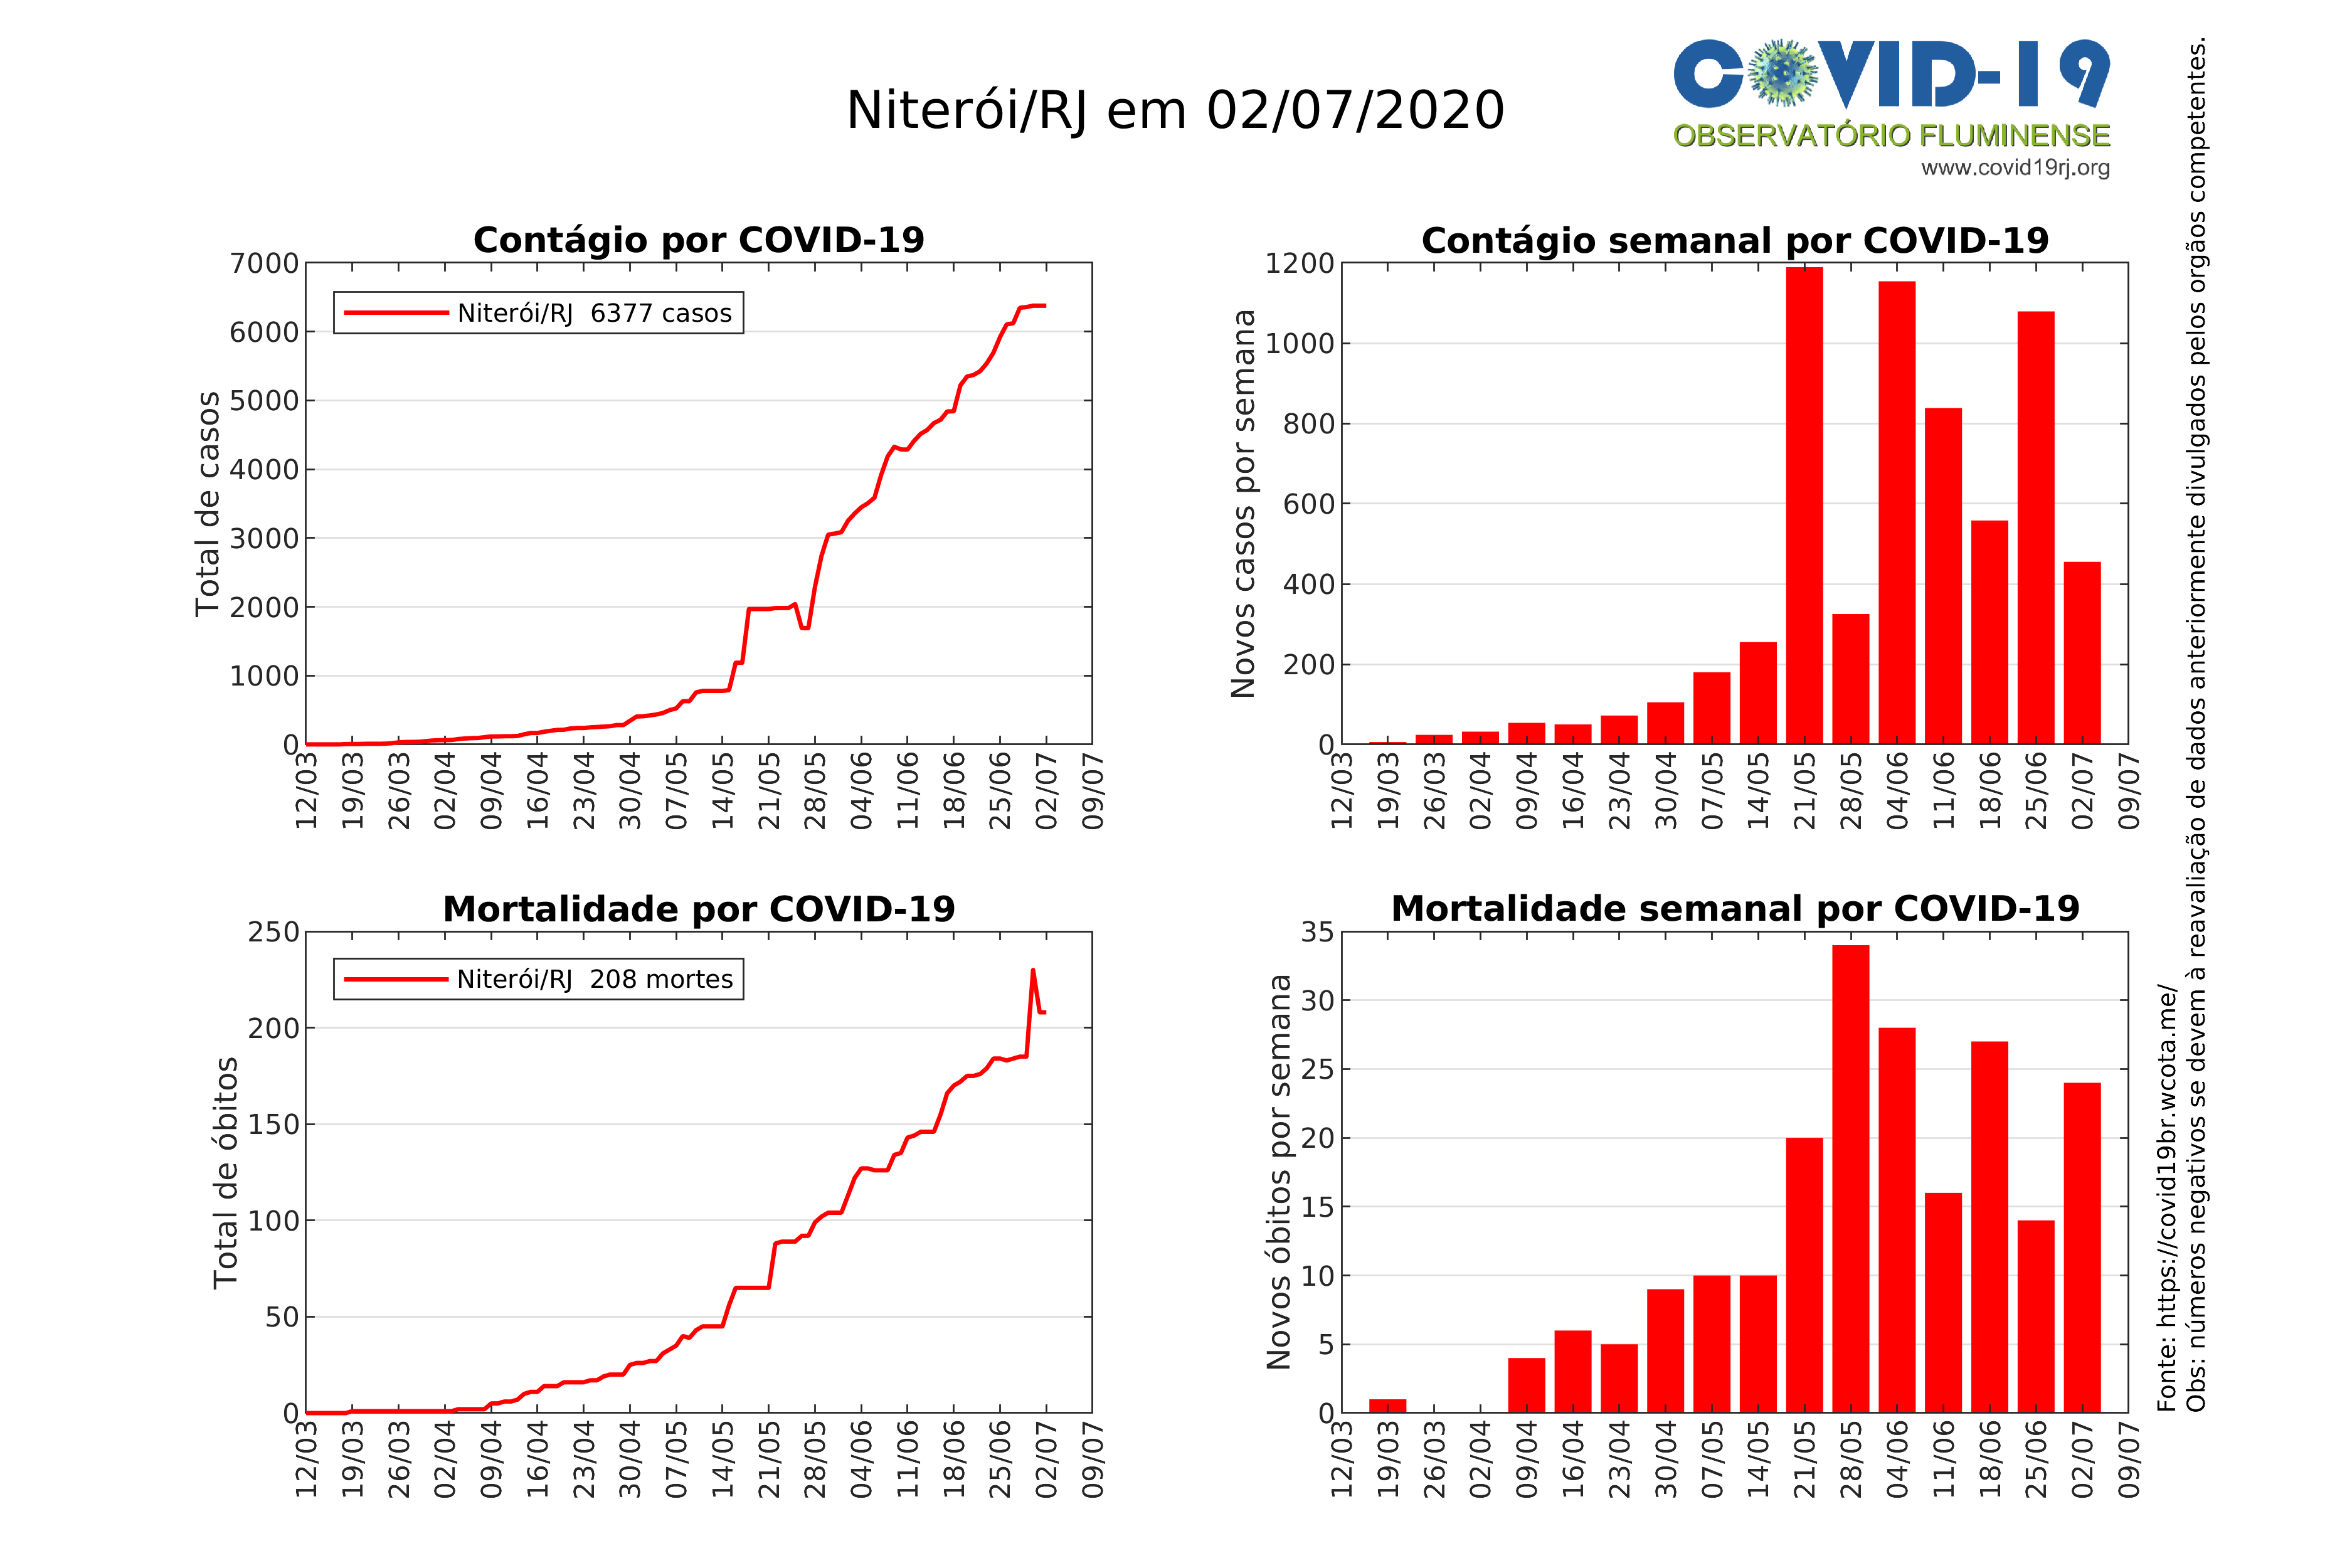 Niterói/RJ em 02/07/2020
COVID-19
OBSERVATÓRIO FLUMINENSE
www.covid19rj.org
Contágio por COVID-19
Total de casos
7000
6000
5000
4000
3000
2000
1000
0
Niterói/RJ 6377 casos
12/03 19/03 26/03 02/04 09/04 16/04 23/04 30/04 07/05 14/05 21/05 28/05 04/06 11/06 18/06 25/06 02/07 09/07
Contágio semanal por COVID-19
Novos casos por semana
1200
1000
800
600
400
200
0
12/03 19/03 26/03 02/04 09/04 16/04 23/04 30/04 07/05 14/05 21/05 28/05 04/06 11/06 18/06 25/06 02/07 09/07
Mortalidade por COVID-19
Total de óbitos
250
200
150
100
50
0
Niterói/RJ 208 mortes
12/03 19/03 26/03 02/04 09/04 16/04 23/04 30/04 07/05 14/05 21/05 28/05 04/06 11/06 18/06 25/06 02/07 09/07
Mortalidade semanal por COVID-19
Novos óbitos por semana
35
30
25
20
15
10
5
0
12/03 19/03 26/03 02/04 09/04 16/04 23/04 30/04 07/05 14/05 21/05 28/05 04/06 11/06 18/06 25/06 02/07 09/07
Fonte: https://covid19br.wcota.me/
Obs: números negativos se devem à reavaliação de dados anteriormente divulgados pelos orgãos competentes.